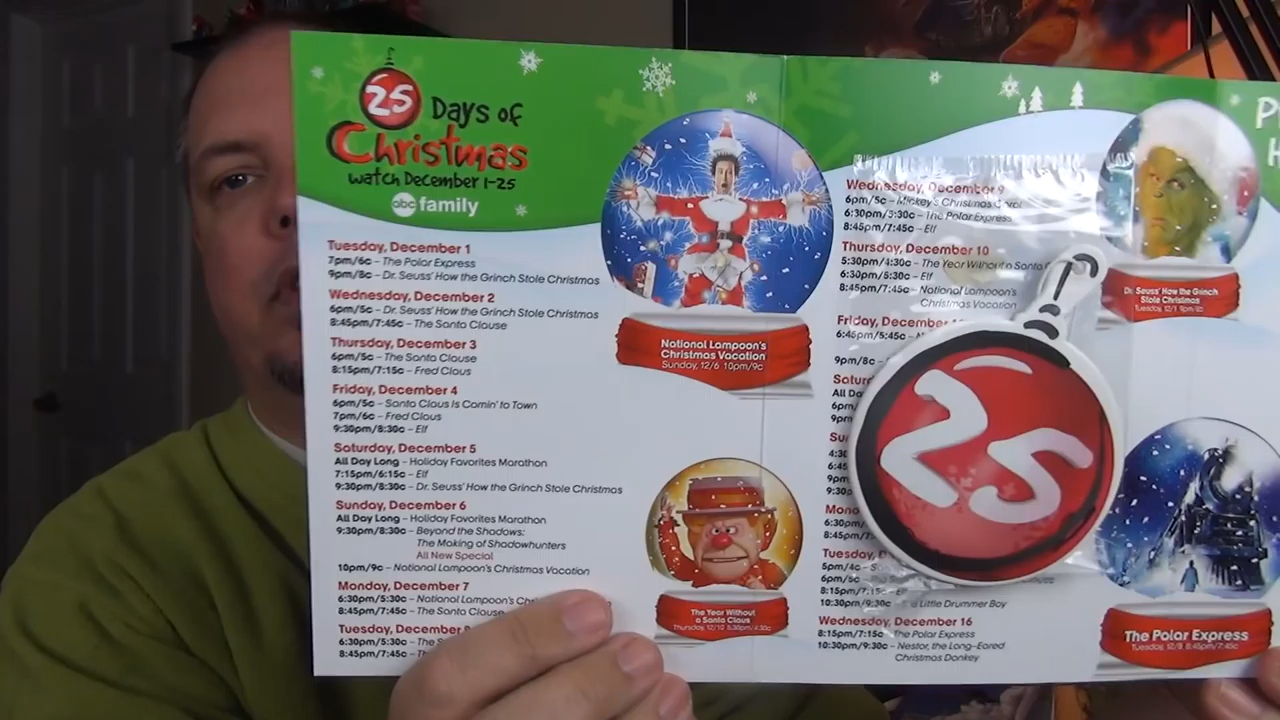 25 Days of
Christmas
watch December 1-25
abc family
Tuesday, December 1
7pm/6c – The Polar Express
9pm/8c – Dr. Seuss' How the Grinch Stole Christmas
Wednesday, December 2
6pm/5c – Dr. Seuss' How the Grinch Stole Christmas
8:45pm/7:45c – The Santa Clause
Thursday, December 3
6pm/5c – The Santa Clause
8:15pm/7:15c – Fred Claus
Friday, December 4
6pm/5c – Santa Claus Is Comin' to Town
7pm/6c – Fred Claus
9:30pm/8:30c – Elf
Saturday, December 5
All Day Long – Holiday Favorites Marathon
7:15pm/6:15c – Elf
9:30pm/8:30c – Dr. Seuss' How the Grinch Stole Christmas
Sunday, December 6
All Day Long – Holiday Favorites Marathon
9:30pm/8:30c – Beyond the Shadows:
The Making of Shadowhunters
All New Special
10pm/9c – National Lampoon's Christmas Vacation
Monday, December 7
6:30pm/5:30c – National Lampoon's
8:45pm/7:45c – The Santa Clause
Tuesday, December
6:30pm/5:30c – The
8:45pm/7:45c –
National Lampoon's
Christmas Vacation
Sunday, 12/6 10pm/9c
The Year Without
a Santa Claus
Thursday, 12/10 5:30pm/4:30c
Wednesday, December 9
6pm/5c – Mickey's Christmas Carol
6:30pm/5:30c – The Polar Express
8:45pm/7:45c – Elf
Thursday, December 10
5:30pm/4:30c – The Year Without a Santa
6:30pm/5:30c – Elf
8:45pm/7:45c – National Lampoon's
Christmas Vacation
Friday,
6:45pm/5:45c –
9pm/8c –
All
6pm/
6:30pm/
8:45pm/
5pm/4c –
6pm/5c –
8:15pm/7:15c –
10:30pm/9:30c – The Little Drummer Boy
Wednesday, December 16
8:15pm/7:15c – The Polar Express
10:30pm/9:30c – Nestor, the Long-Eared
Christmas Donkey
25
Dr. Seuss' How the Grinch
Stole Christmas
Tuesday, 12/1 9pm/8c
The Polar Express
Tuesday, 12/8 8:45pm/7:45c